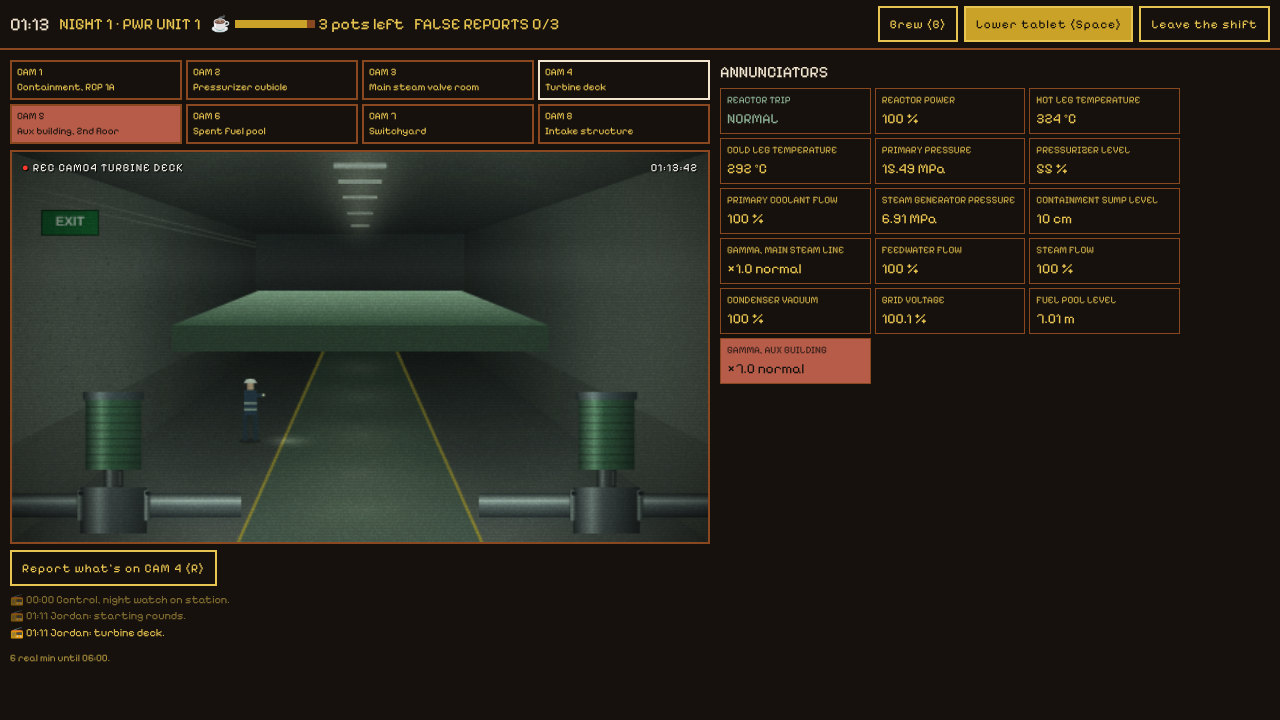 01:13 NIGHT 1 · PWR UNIT 1 ☕ 3 pots left FALSE REPORTS 0/3
Brew (B) Lower tablet (Space) Leave the shift
CAM 1
Containment, RCP 1A
CAM 2
Pressurizer cubicle
CAM 3
Main steam valve room
CAM 4
Turbine deck
CAM 5
Aux building, 2nd floor
CAM 6
Spent fuel pool
CAM 7
Switchyard
CAM 8
Intake structure
REC CAM04 TURBINE DECK
01:13:42
EXIT
Report what's on CAM 4 (R)
📻 00:00 Control, night watch on station.
📻 01:11 Jordan: starting rounds.
📻 01:11 Jordan: turbine deck.
6 real min until 06:00.
ANNUNCIATORS
REACTOR TRIP
NORMAL
REACTOR POWER
100 %
HOT LEG TEMPERATURE
324 °C
COLD LEG TEMPERATURE
292 °C
PRIMARY PRESSURE
15.49 MPa
PRESSURIZER LEVEL
55 %
PRIMARY COOLANT FLOW
100 %
STEAM GENERATOR PRESSURE
6.91 MPa
CONTAINMENT SUMP LEVEL
10 cm
GAMMA, MAIN STEAM LINE
×1.0 normal
FEEDWATER FLOW
100 %
STEAM FLOW
100 %
CONDENSER VACUUM
100 %
GRID VOLTAGE
100.1 %
FUEL POOL LEVEL
7.01 m
GAMMA, AUX BUILDING
×7.0 normal